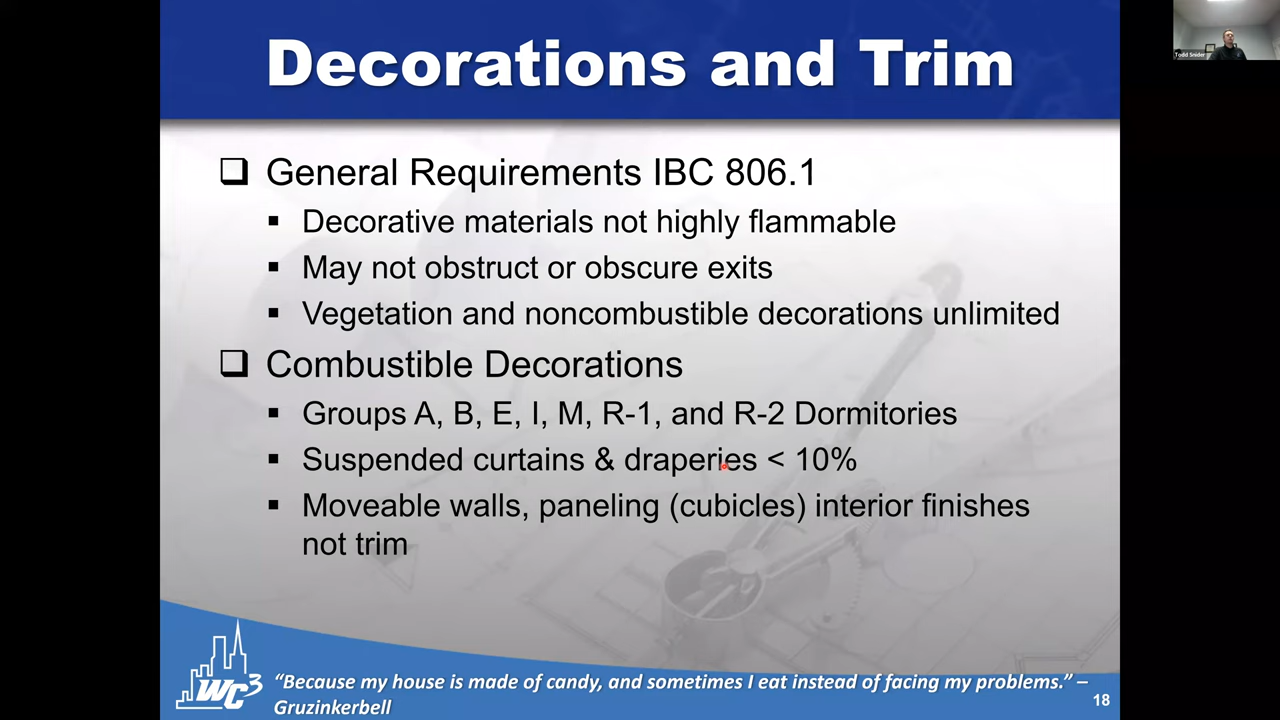 Decorations and Trim
Todd Snider
❑ General Requirements IBC 806.1
▪ Decorative materials not highly flammable
▪ May not obstruct or obscure exits
▪ Vegetation and noncombustible decorations unlimited
❑ Combustible Decorations
▪ Groups A, B, E, I, M, R-1, and R-2 Dormitories
▪ Suspended curtains & draperies < 10%
▪ Moveable walls, paneling (cubicles) interior finishes
not trim
WC3
“Because my house is made of candy, and sometimes I eat instead of facing my problems.” –
Gruzinkerbell
18